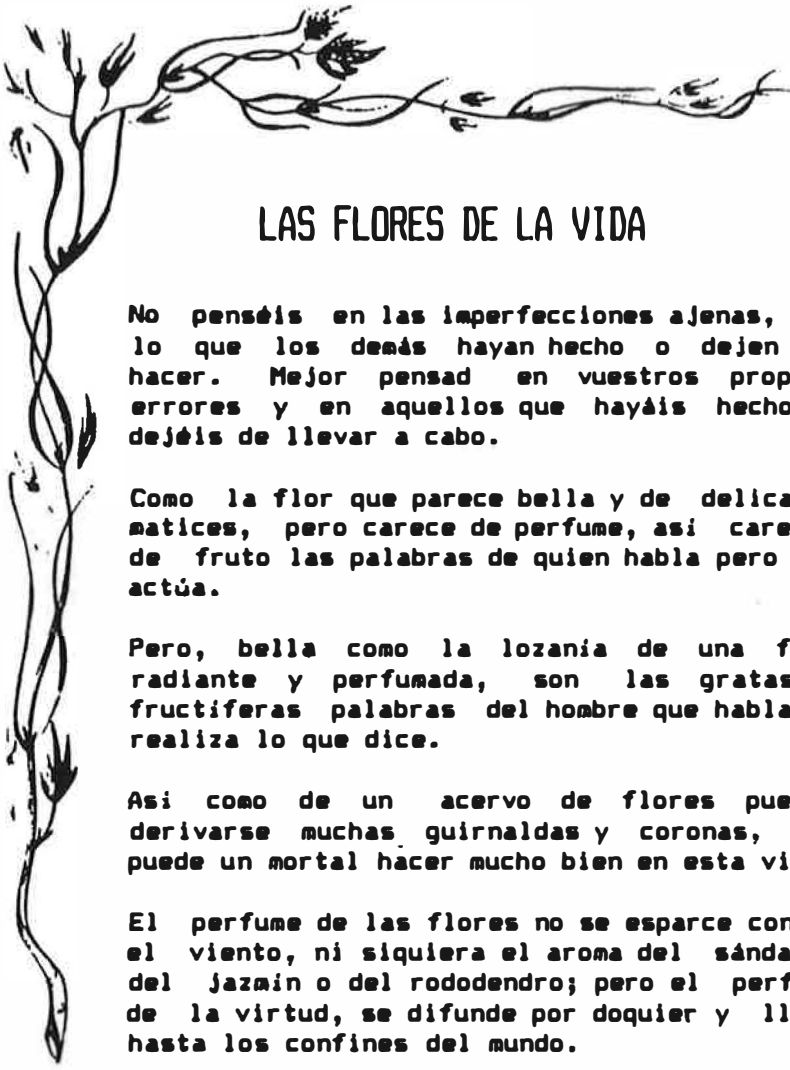 LAS FLORES DE LA VIDA
No penséis en las imperfecciones ajenas,
lo que los demás hayan hecho o dejen
hacer. Mejor pensad en vuestros prop
errores y en aquellos que hayáis hecho
dejéis de llevar a cabo.
Como la flor que parece bella y de delica
matices, pero carece de perfume, así care
de fruto las palabras de quien habla pero
actúa.
Pero, bella como la lozanía de una f
radiante y perfumada, son las gratas
fructíferas palabras del hombre que habla
realiza lo que dice.
Así como de un acervo de flores pue
derivarse muchas guirnaldas y coronas,
puede un mortal hacer mucho bien en esta vi
El perfume de las flores no se esparce con
el viento, ni siquiera el aroma del sánda
del jazmín o del rododendro; pero el perf
de la virtud, se difunde por doquier y ll
hasta los confines del mundo.